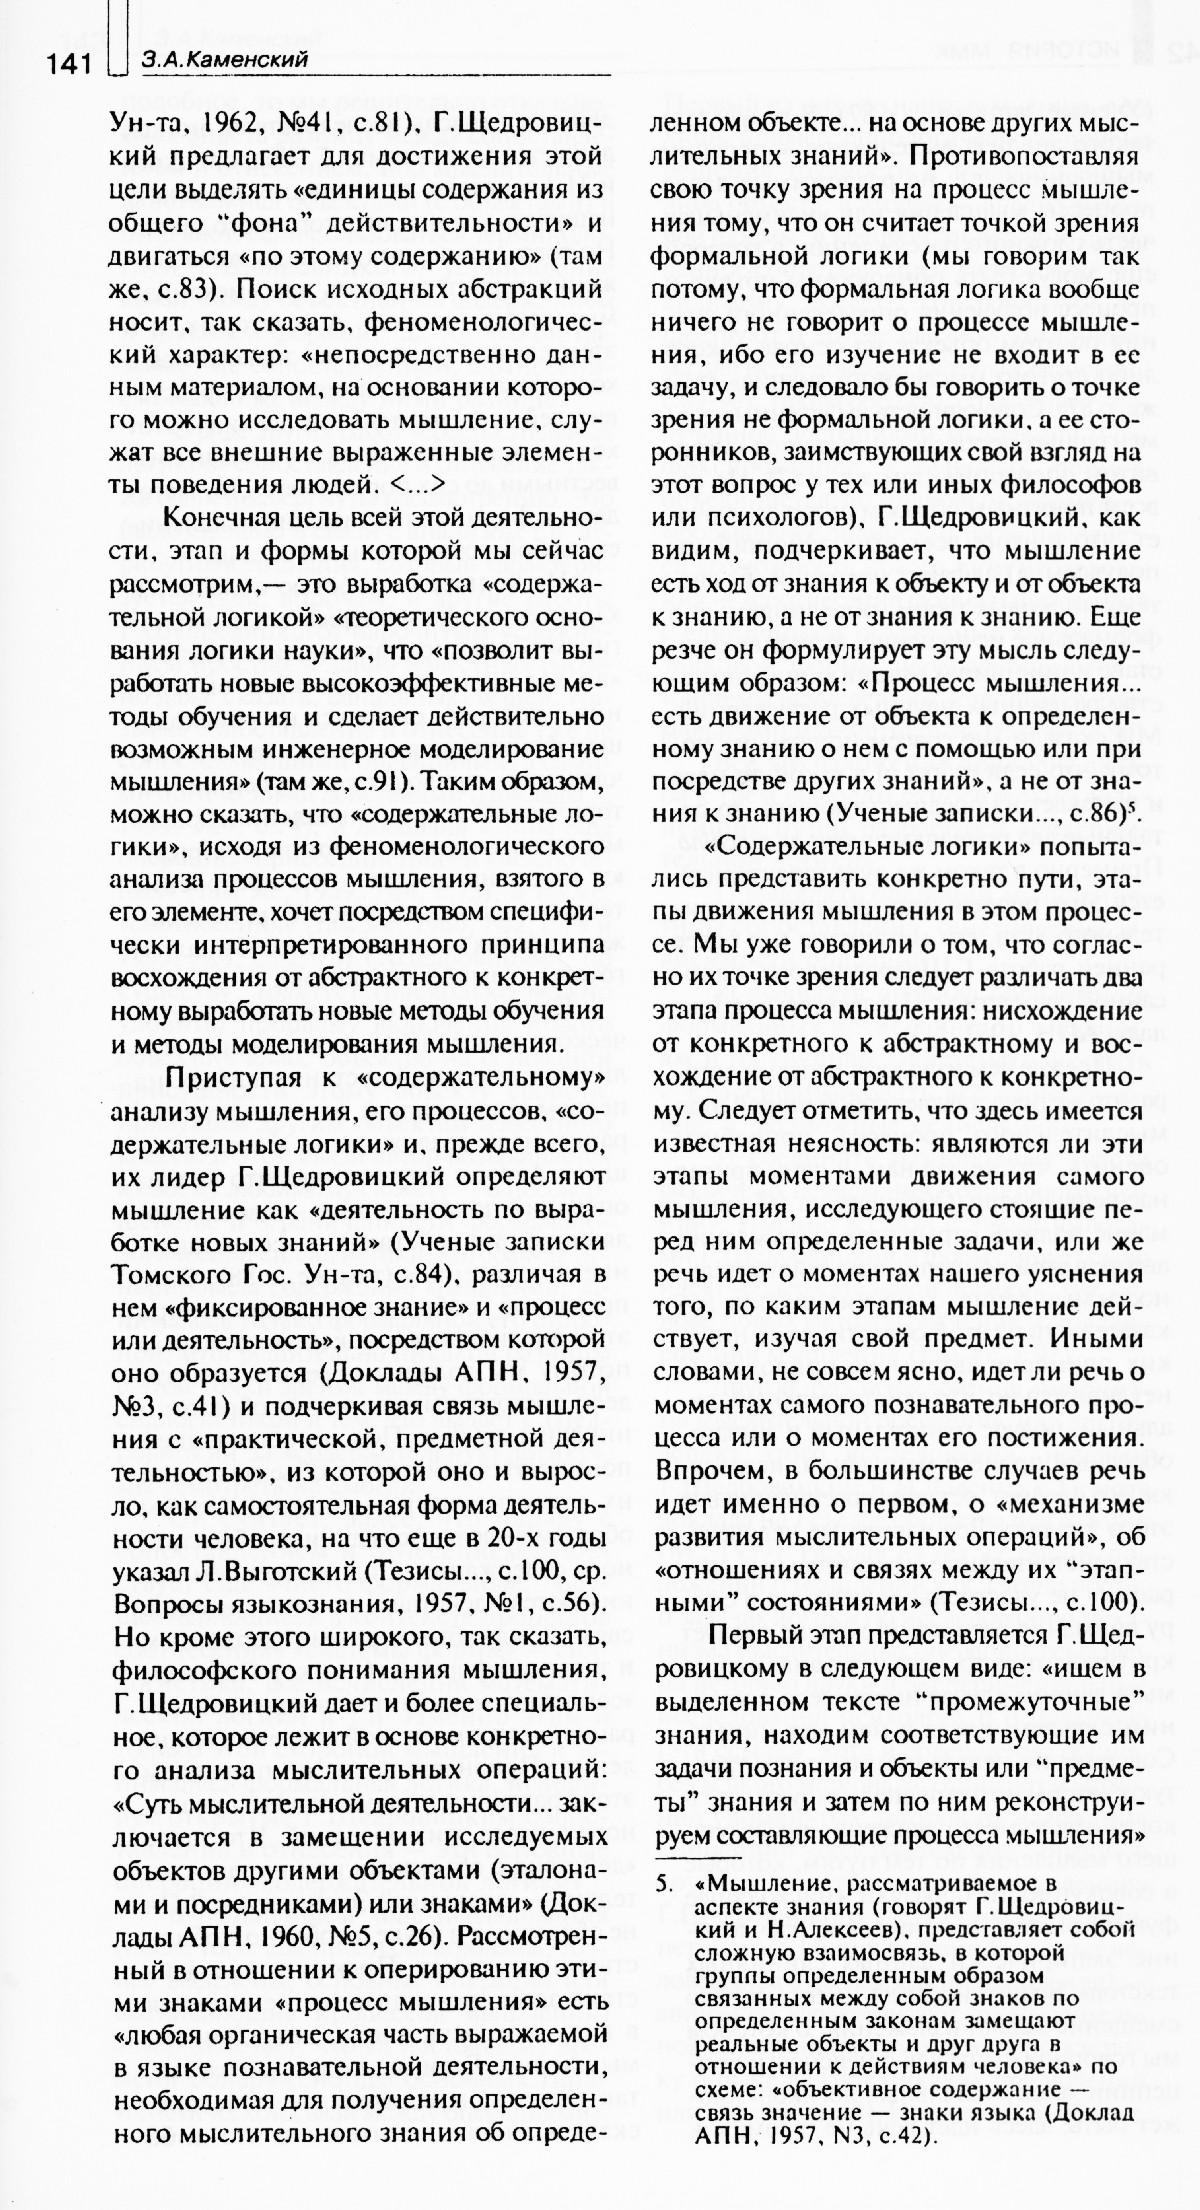 141
З.А.Каменский
Ун-та, 1962, №41, с.81), Г.Щедровиц-
кий предлагает для достижения этой
цели выделять «единицы содержания из
общего “фона” действительности» и
двигаться «по этому содержанию» (там
же, с.83). Поиск исходных абстракций
носит, так сказать, феноменологичес-
кий характер: «непосредственно дан-
ным материалом, на основании которо-
го можно исследовать мышление, слу-
жат все внешние выраженные элемен-
ты поведения людей. <...>
Конечная цель всей этой деятельно-
сти, этап и формы которой мы сейчас
рассмотрим,— это выработка «содержа-
тельной логикой» «теоретического осно-
вания логики науки», что «позволит вы-
работать новые высокоэффективные ме-
тоды обучения и сделает действительно
возможным инженерное моделирование
мышления» (там же, с.91). Таким образом,
можно сказать, что «содержательные ло-
гики», исходя из феноменологического
анализа процессов мышления, взятого в
его элементе, хочет посредством специфи-
чески интерпретированного принципа
восхождения от абстрактного к конкрет-
ному выработать новые методы обучения
и методы моделирования мышления.
Приступая к «содержательному»
анализу мышления, его процессов, «со-
держательные логики» и, прежде всего,
их лидер Г.Щедровицкий определяют
мышление как «деятельность по выра-
ботке новых знаний» (Ученые записки
Томского Гос. Ун-та, с.84), различая в
нем «фиксированное знание» и «процесс
или деятельность», посредством которой
оно образуется (Доклады АПН, 1957,
№3, с.41) и подчеркивая связь мышле-
ния с «практической, предметной дея-
тельностью», из которой оно и вырос-
ло, как самостоятельная форма деятель-
ности человека, на что еще в 20-х годы
указал Л.Выготский (Тезисы..., с.100, ср.
Вопросы языкознания, 1957, №1, с.56).
Но кроме этого широкого, так сказать,
философского понимания мышления,
Г.Щедровицкий дает и более специаль-
ное, которое лежит в основе конкретно-
го анализа мыслительных операций:
«Суть мыслительной деятельности... зак-
лючается в замещении исследуемых
объектов другими объектами (эталона-
ми и посредниками) или знаками» (Док-
лады АПН, 1960, №5, с.26). Рассмотрен-
ный в отношении к оперированию эти-
ми знаками «процесс мышления» есть
«любая органическая часть выражаемой
в языке познавательной деятельности,
необходимая для получения определен-
ного мыслительного знания об опреде-
ленном объекте... на основе других мыс-
лительных знаний». Противопоставляя
свою точку зрения на процесс мышле-
ния тому, что он считает точкой зрения
формальной логики (мы говорим так
потому, что формальная логика вообще
ничего не говорит о процессе мышле-
ния, ибо его изучение не входит в ее
задачу, и следовало бы говорить о точке
зрения не формальной логики, а ее сто-
ронников, заимствующих свой взгляд на
этот вопрос у тех или иных философов
или психологов), Г.Щедровицкий, как
видим, подчеркивает, что мышление
есть ход от знания к объекту и от объекта
к знанию, а не от знания к знанию. Еще
резче он формулирует эту мысль следу-
ющим образом: «Процесс мышления...
есть движение от объекта к определен-
ному знанию о нем с помощью или при
посредстве других знаний», а не от зна-
ния к знанию (Ученые записки..., с.86)⁵.
«Содержательные логики» попыта-
лись представить конкретно пути, эта-
пы движения мышления в этом процес-
се. Мы уже говорили о том, что соглас-
но их точке зрения следует различать два
этапа процесса мышления: нисхождение
от конкретного к абстрактному и вос-
хождение от абстрактного к конкретно-
му. Следует отметить, что здесь имеется
известная неясность: являются ли эти
этапы моментами движения самого
мышления, исследующего стоящие пе-
ред ним определенные задачи, или же
речь идет о моментах нашего уяснения
того, по каким этапам мышление дей-
ствует, изучая свой предмет. Иными
словами, не совсем ясно, идет ли речь о
моментах самого познавательного про-
цесса или о моментах его постижения.
Впрочем, в большинстве случаев речь
идет именно о первом, о «механизме
развития мыслительных операций», об
«отношениях и связях между их “этап-
ными” состояниями» (Тезисы..., с.100).
Первый этап представляется Г.Щед-
ровицкому в следующем виде: «ищем в
выделенном тексте “промежуточные”
знания, находим соответствующие им
задачи познания и объекты или “предме-
ты” знания и затем по ним реконструи-
руем составляющие процесса мышления»
5. «Мышление, рассматриваемое в
аспекте знания (говорят Г.Щедровиц-
кий и Н.Алексеев), представляет собой
сложную взаимосвязь, в которой
группы определенным образом
связанных между собой знаков по
определенным законам замещают
реальные объекты и друг друга в
отношении к действиям человека» по
схеме: «объективное содержание —
связь значение — знаки языка (Доклад
АПН, 1957, N3, с.42).